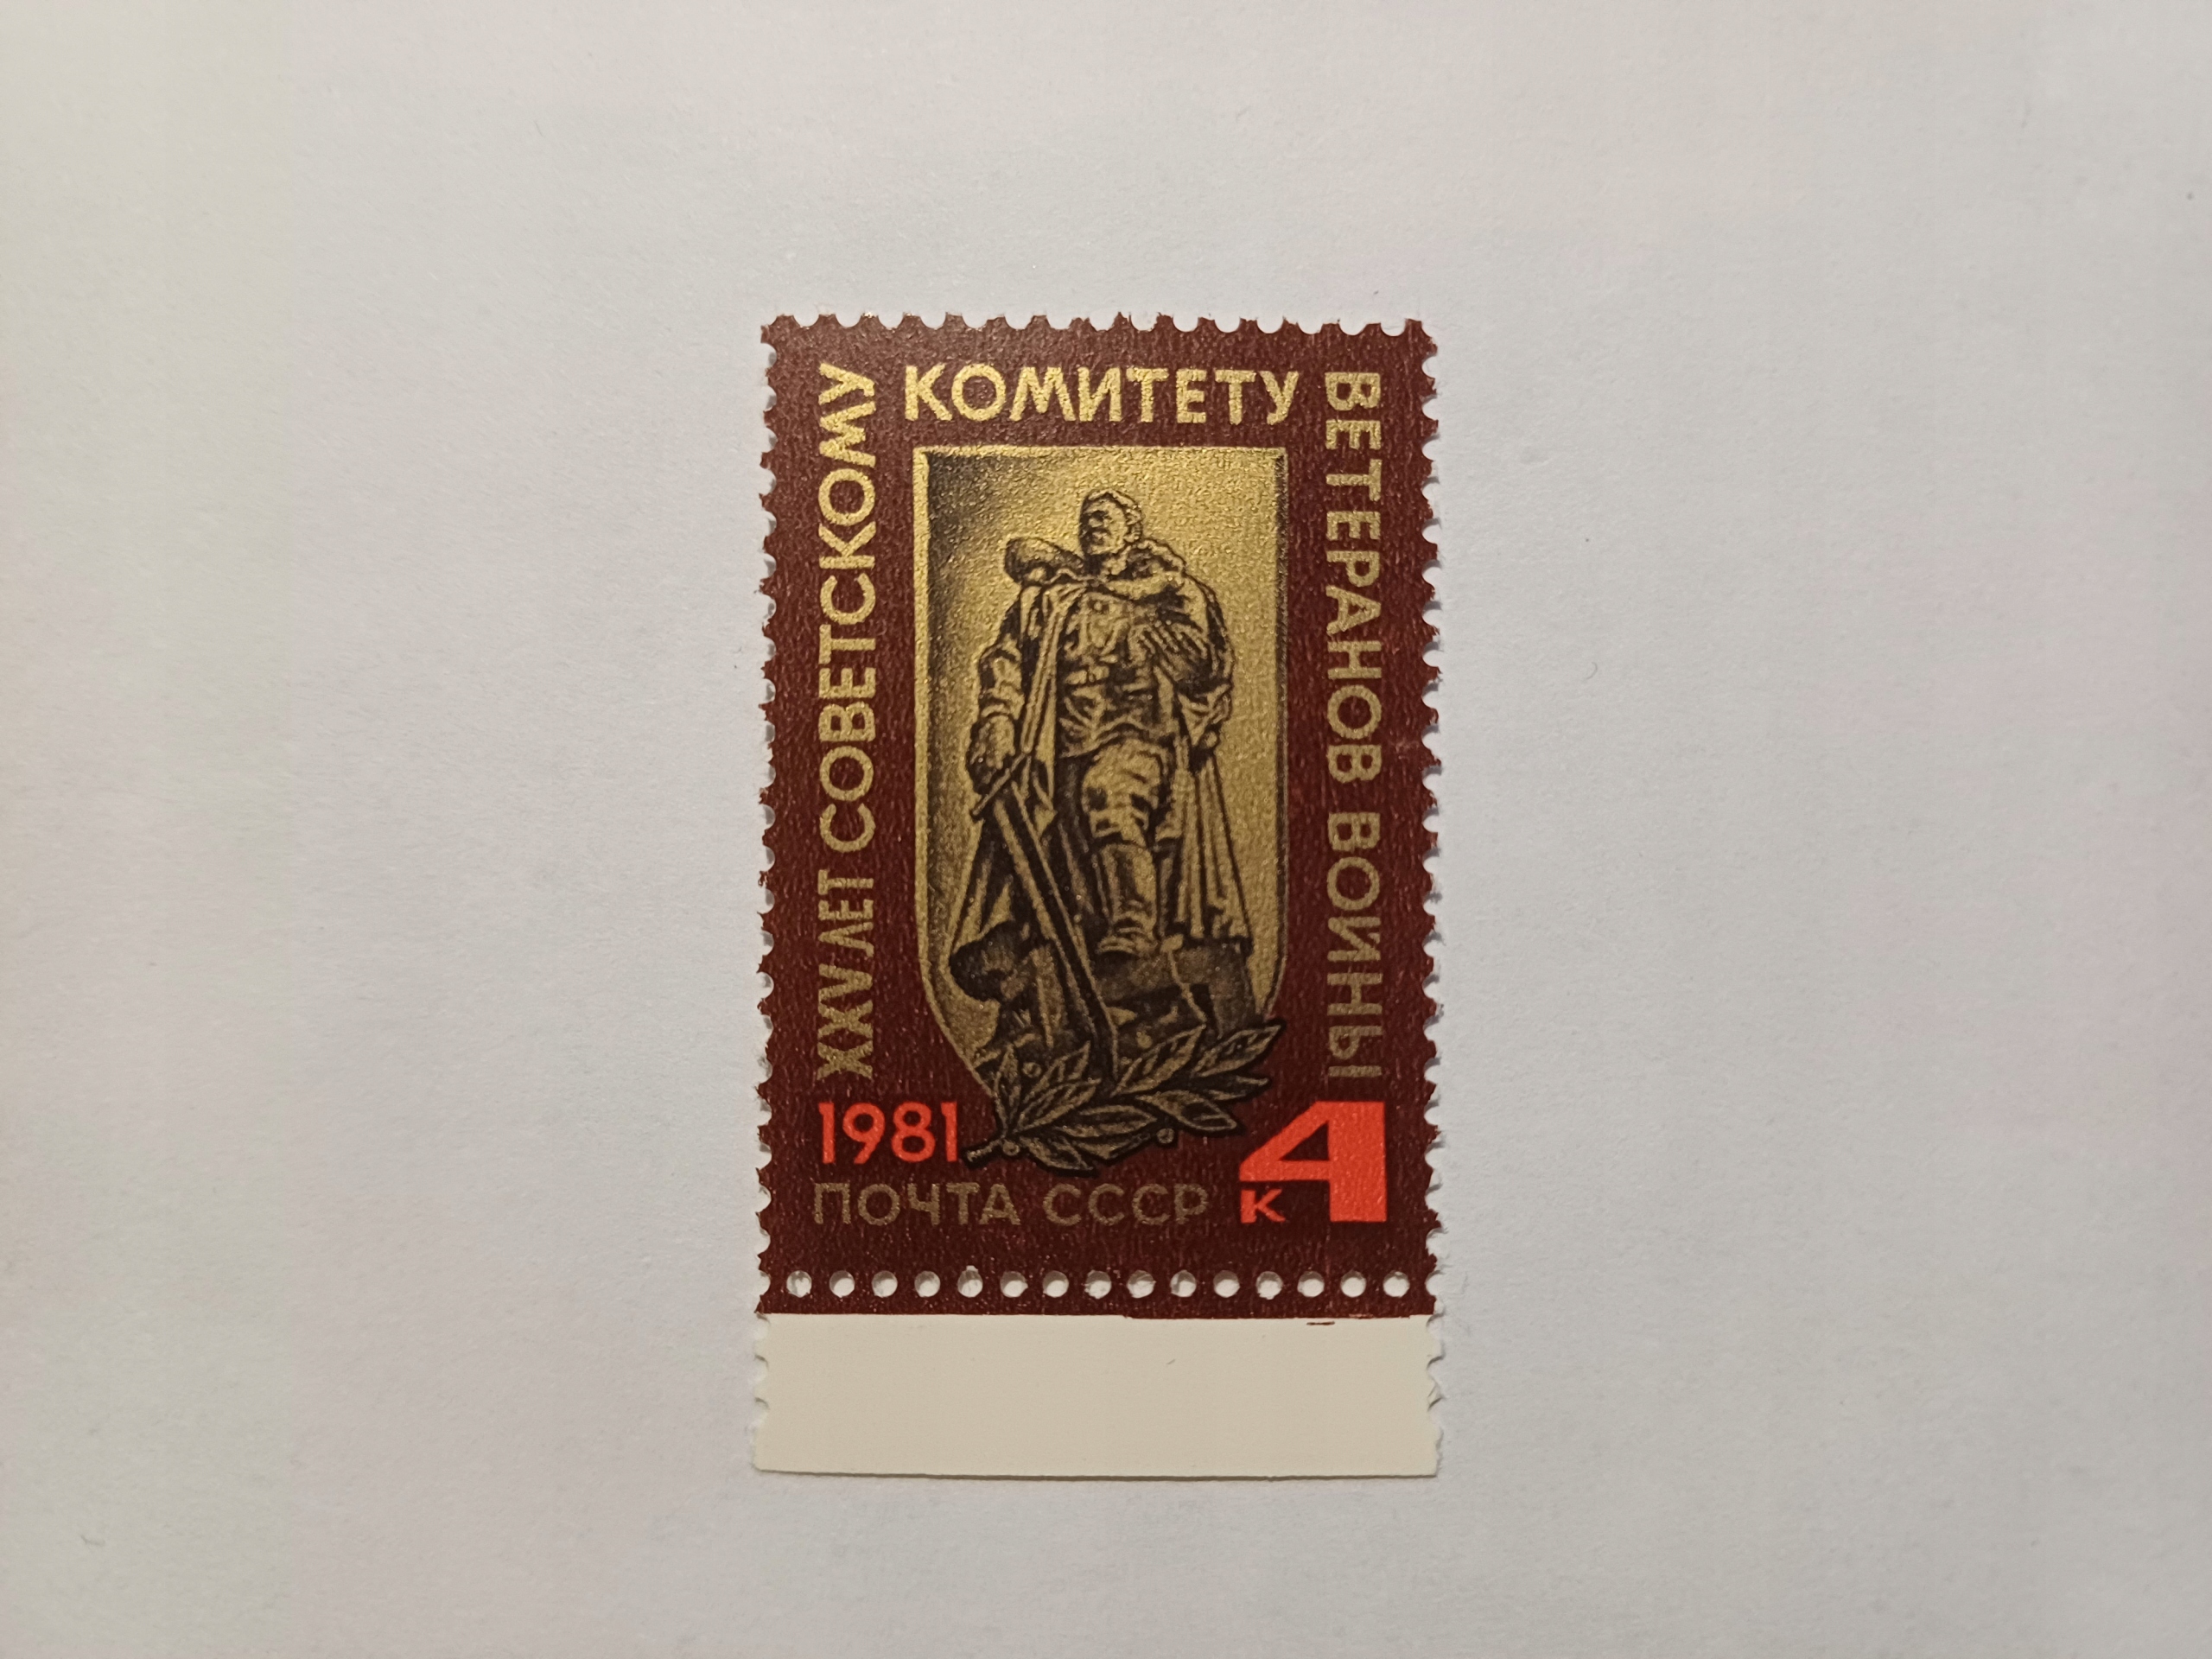 XXV ЛЕТ СОВЕТСКОМУ
КОМИТЕТУ
ВЕТЕРАНОВ ВОЙНЫ
1981
ПОЧТА СССР
4
К